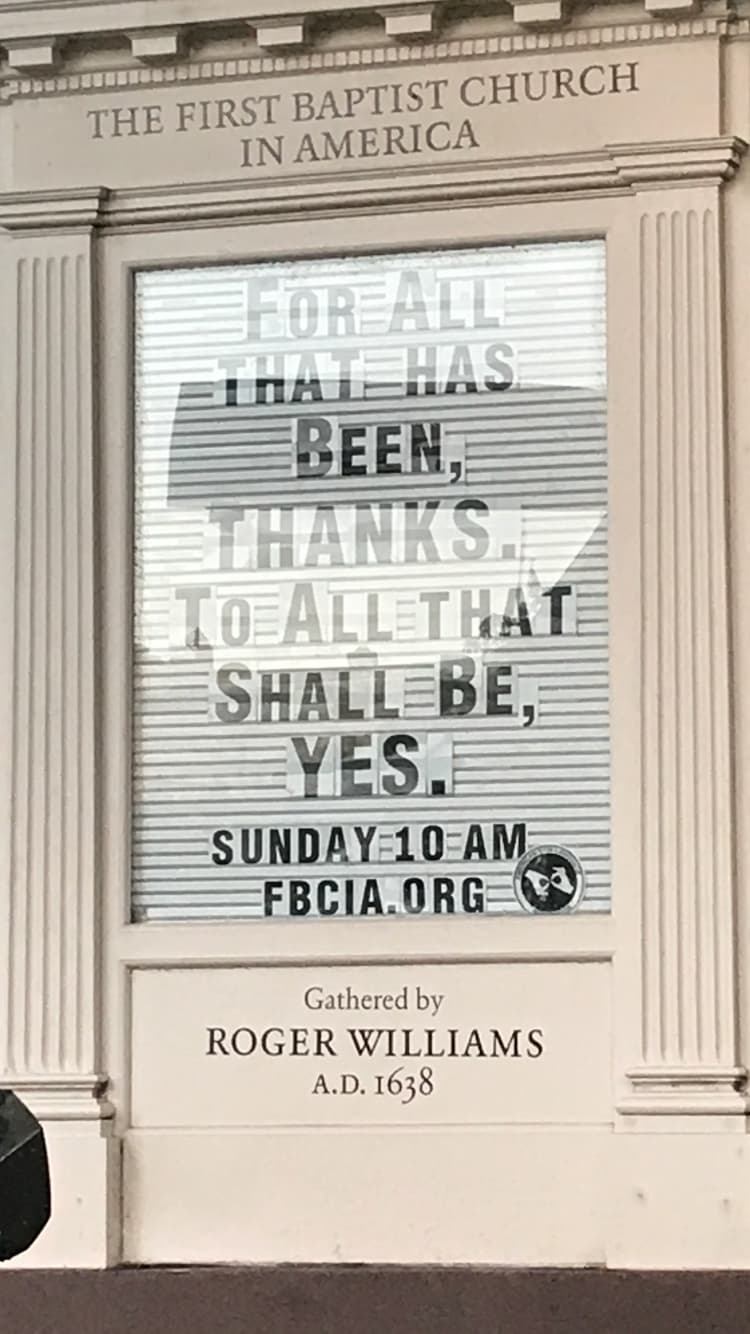 THE FIRST BAPTIST CHURCH
IN AMERICA
FOR ALL
THAT HAS
BEEN,
THANKS.
TO ALL THAT
SHALL BE,
YES.
SUNDAY 10 AM
FBCIA.ORG
Gathered by
ROGER WILLIAMS
A.D. 1638